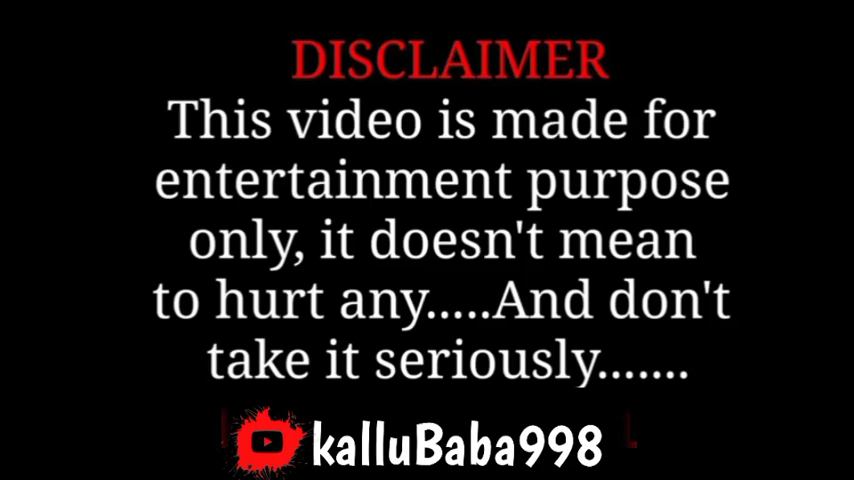 DISCLAIMER
This video is made for
entertainment purpose
only, it doesn't mean
to hurt any.....And don't
take it seriously.......
kalluBaba998